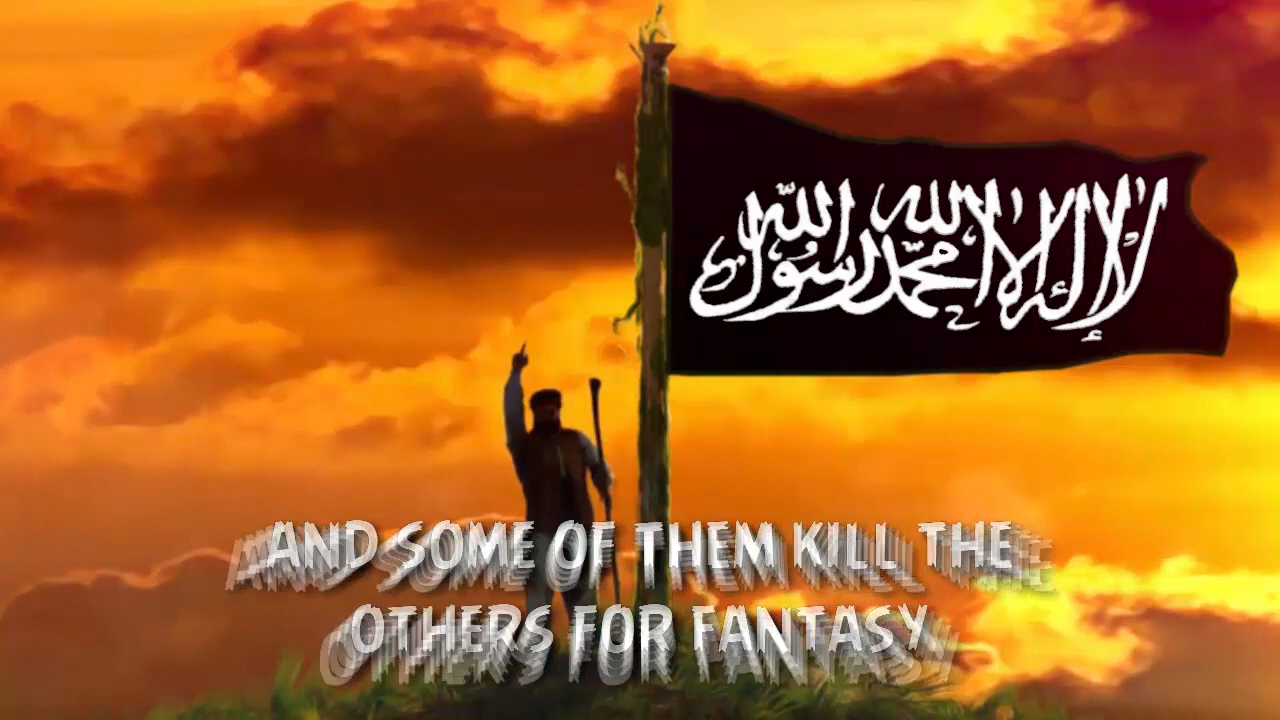 لا إله إلا الله محمد رسول الله
AND SOME OF THEM KILL THE
OTHERS FOR FANTASY